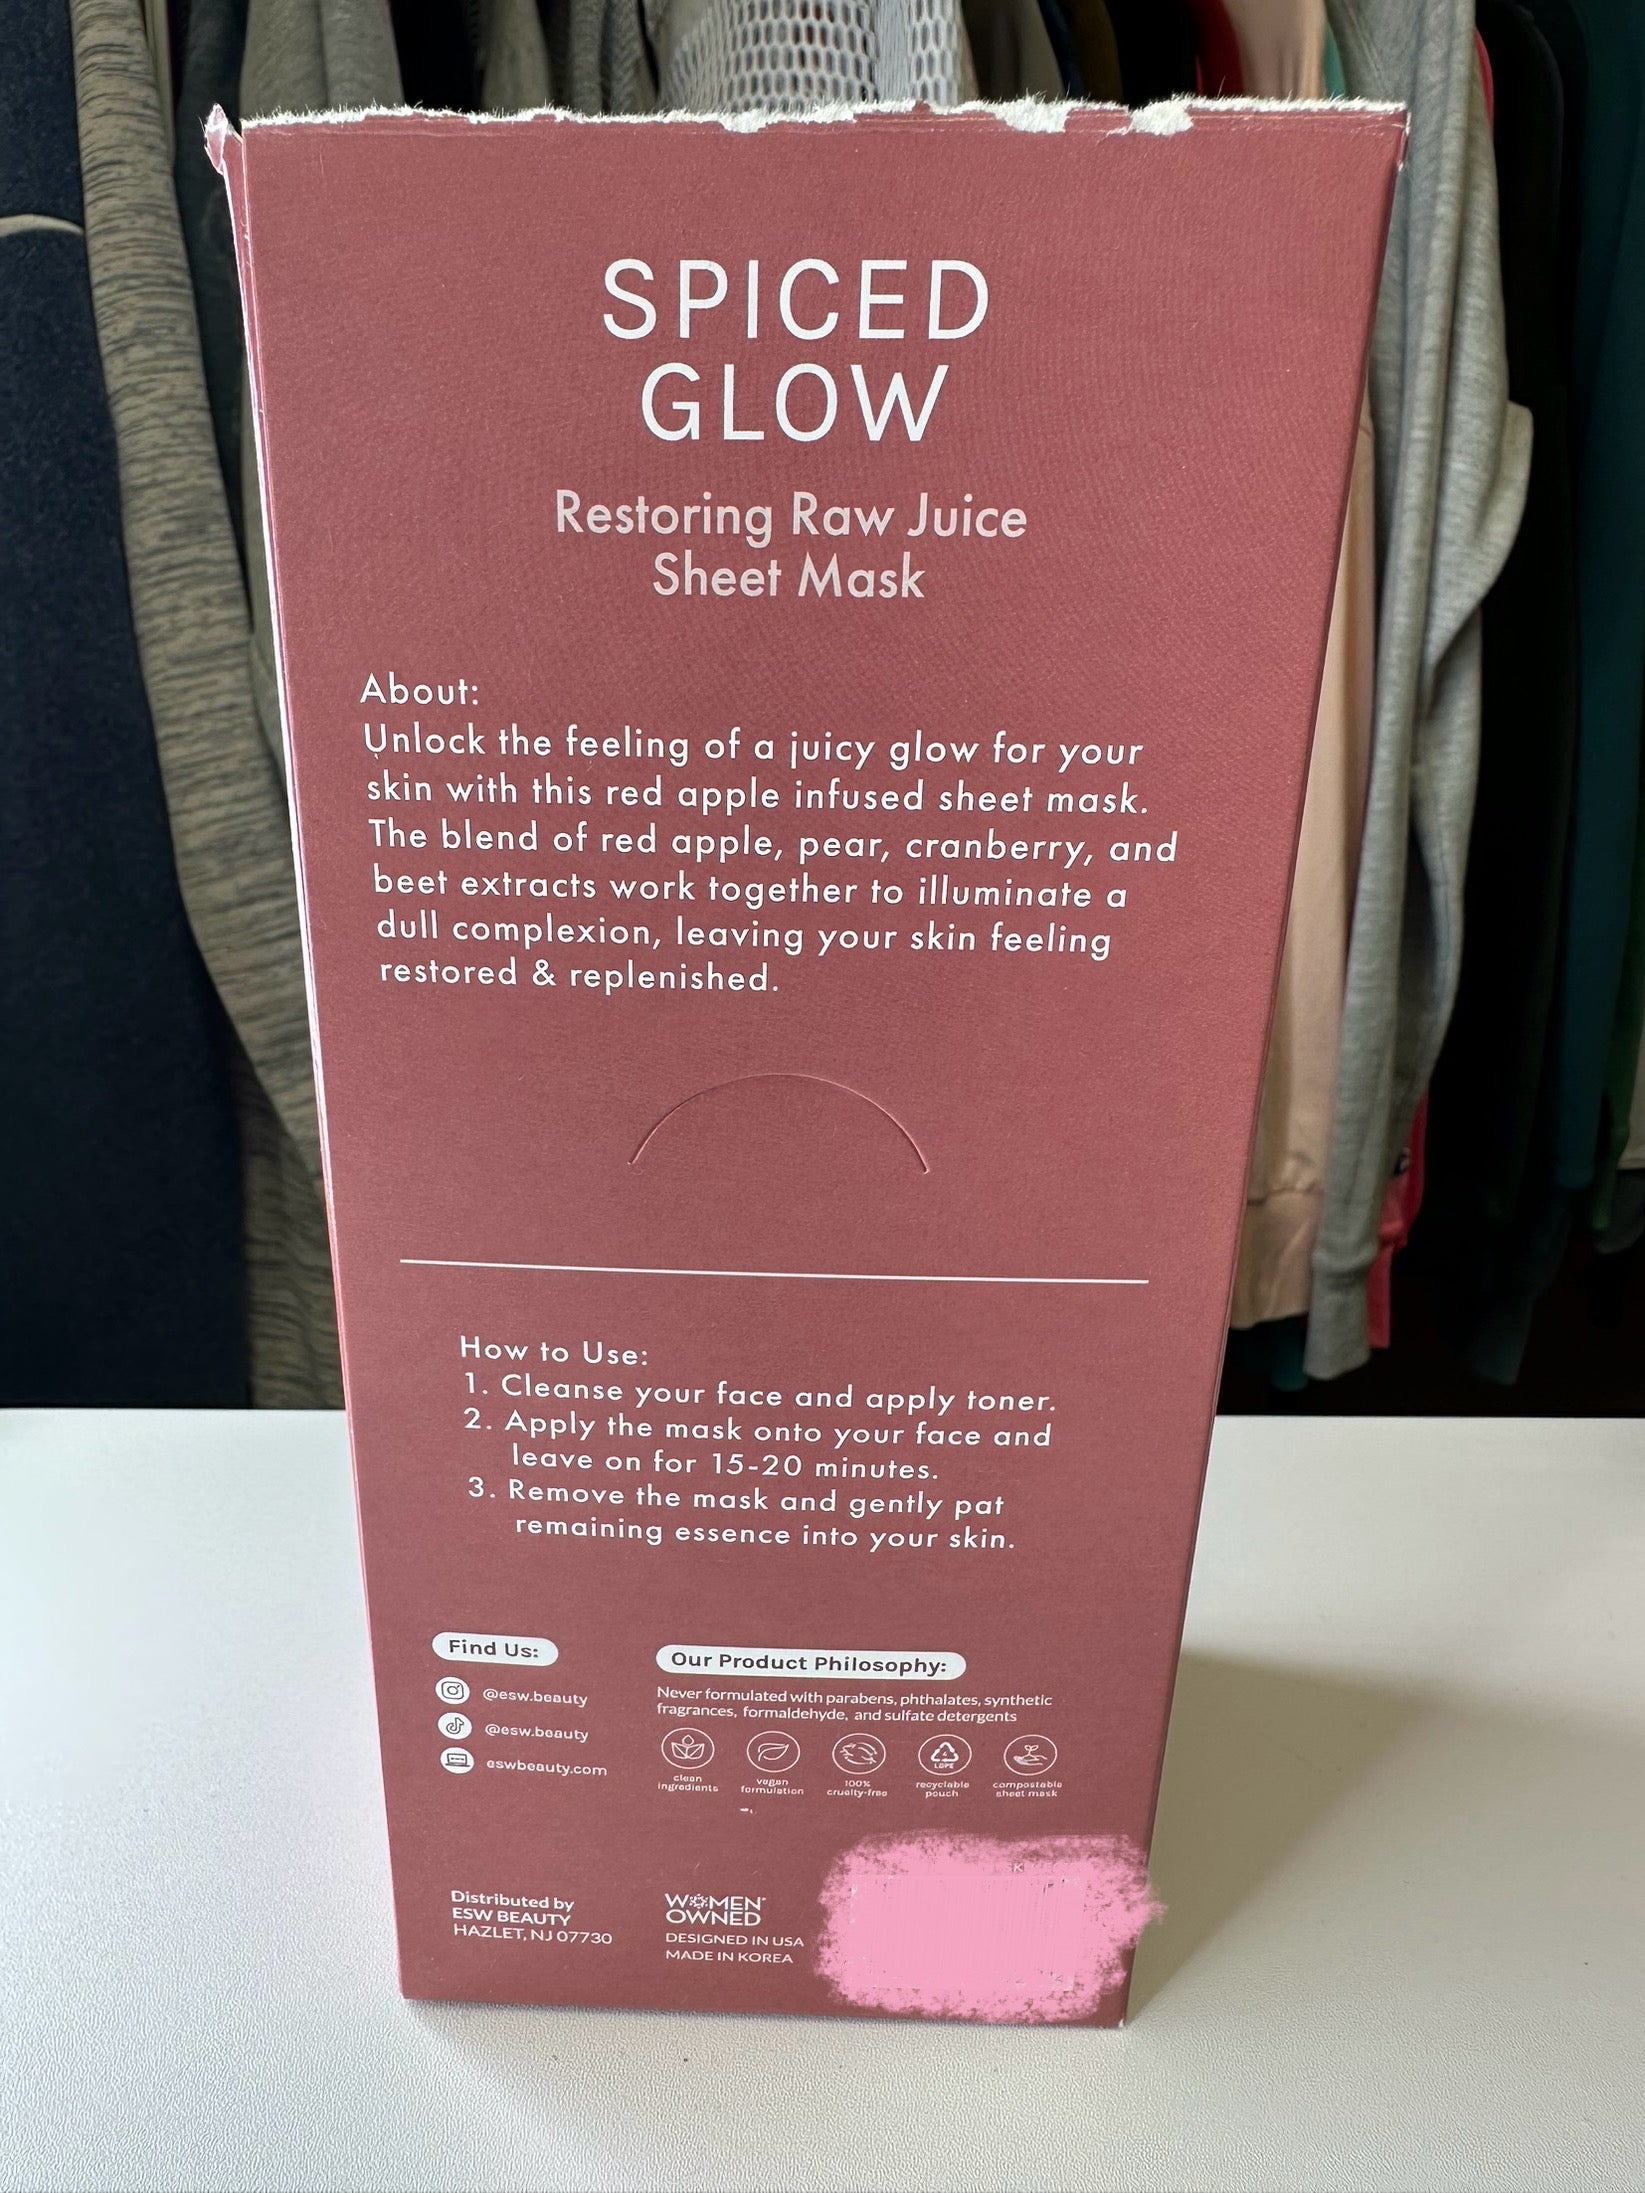 SPICED
GLOW
Restoring Raw Juice
Sheet Mask
About:
Unlock the feeling of a juicy glow for your
skin with this red apple infused sheet mask.
The blend of red apple, pear, cranberry, and
beet extracts work together to illuminate a
dull complexion, leaving your skin feeling
restored & replenished.
How to Use:
1. Cleanse your face and apply toner.
2. Apply the mask onto your face and
leave on for 15-20 minutes.
3. Remove the mask and gently pat
remaining essence into your skin.
Find Us:
@esw.beauty
@esw.beauty
eswbeauty.com
Our Product Philosophy:
Never formulated with parabens, phthalates, synthetic
fragrances, formaldehyde, and sulfate detergents
clean
ingredients
vegan
formulation
100%
cruelty-free
4
LDPE
recyclable
pouch
compostable
sheet mask
Distributed by
ESW BEAUTY
HAZLET, NJ 07730
WOMEN
OWNED
DESIGNED IN USA
MADE IN KOREA